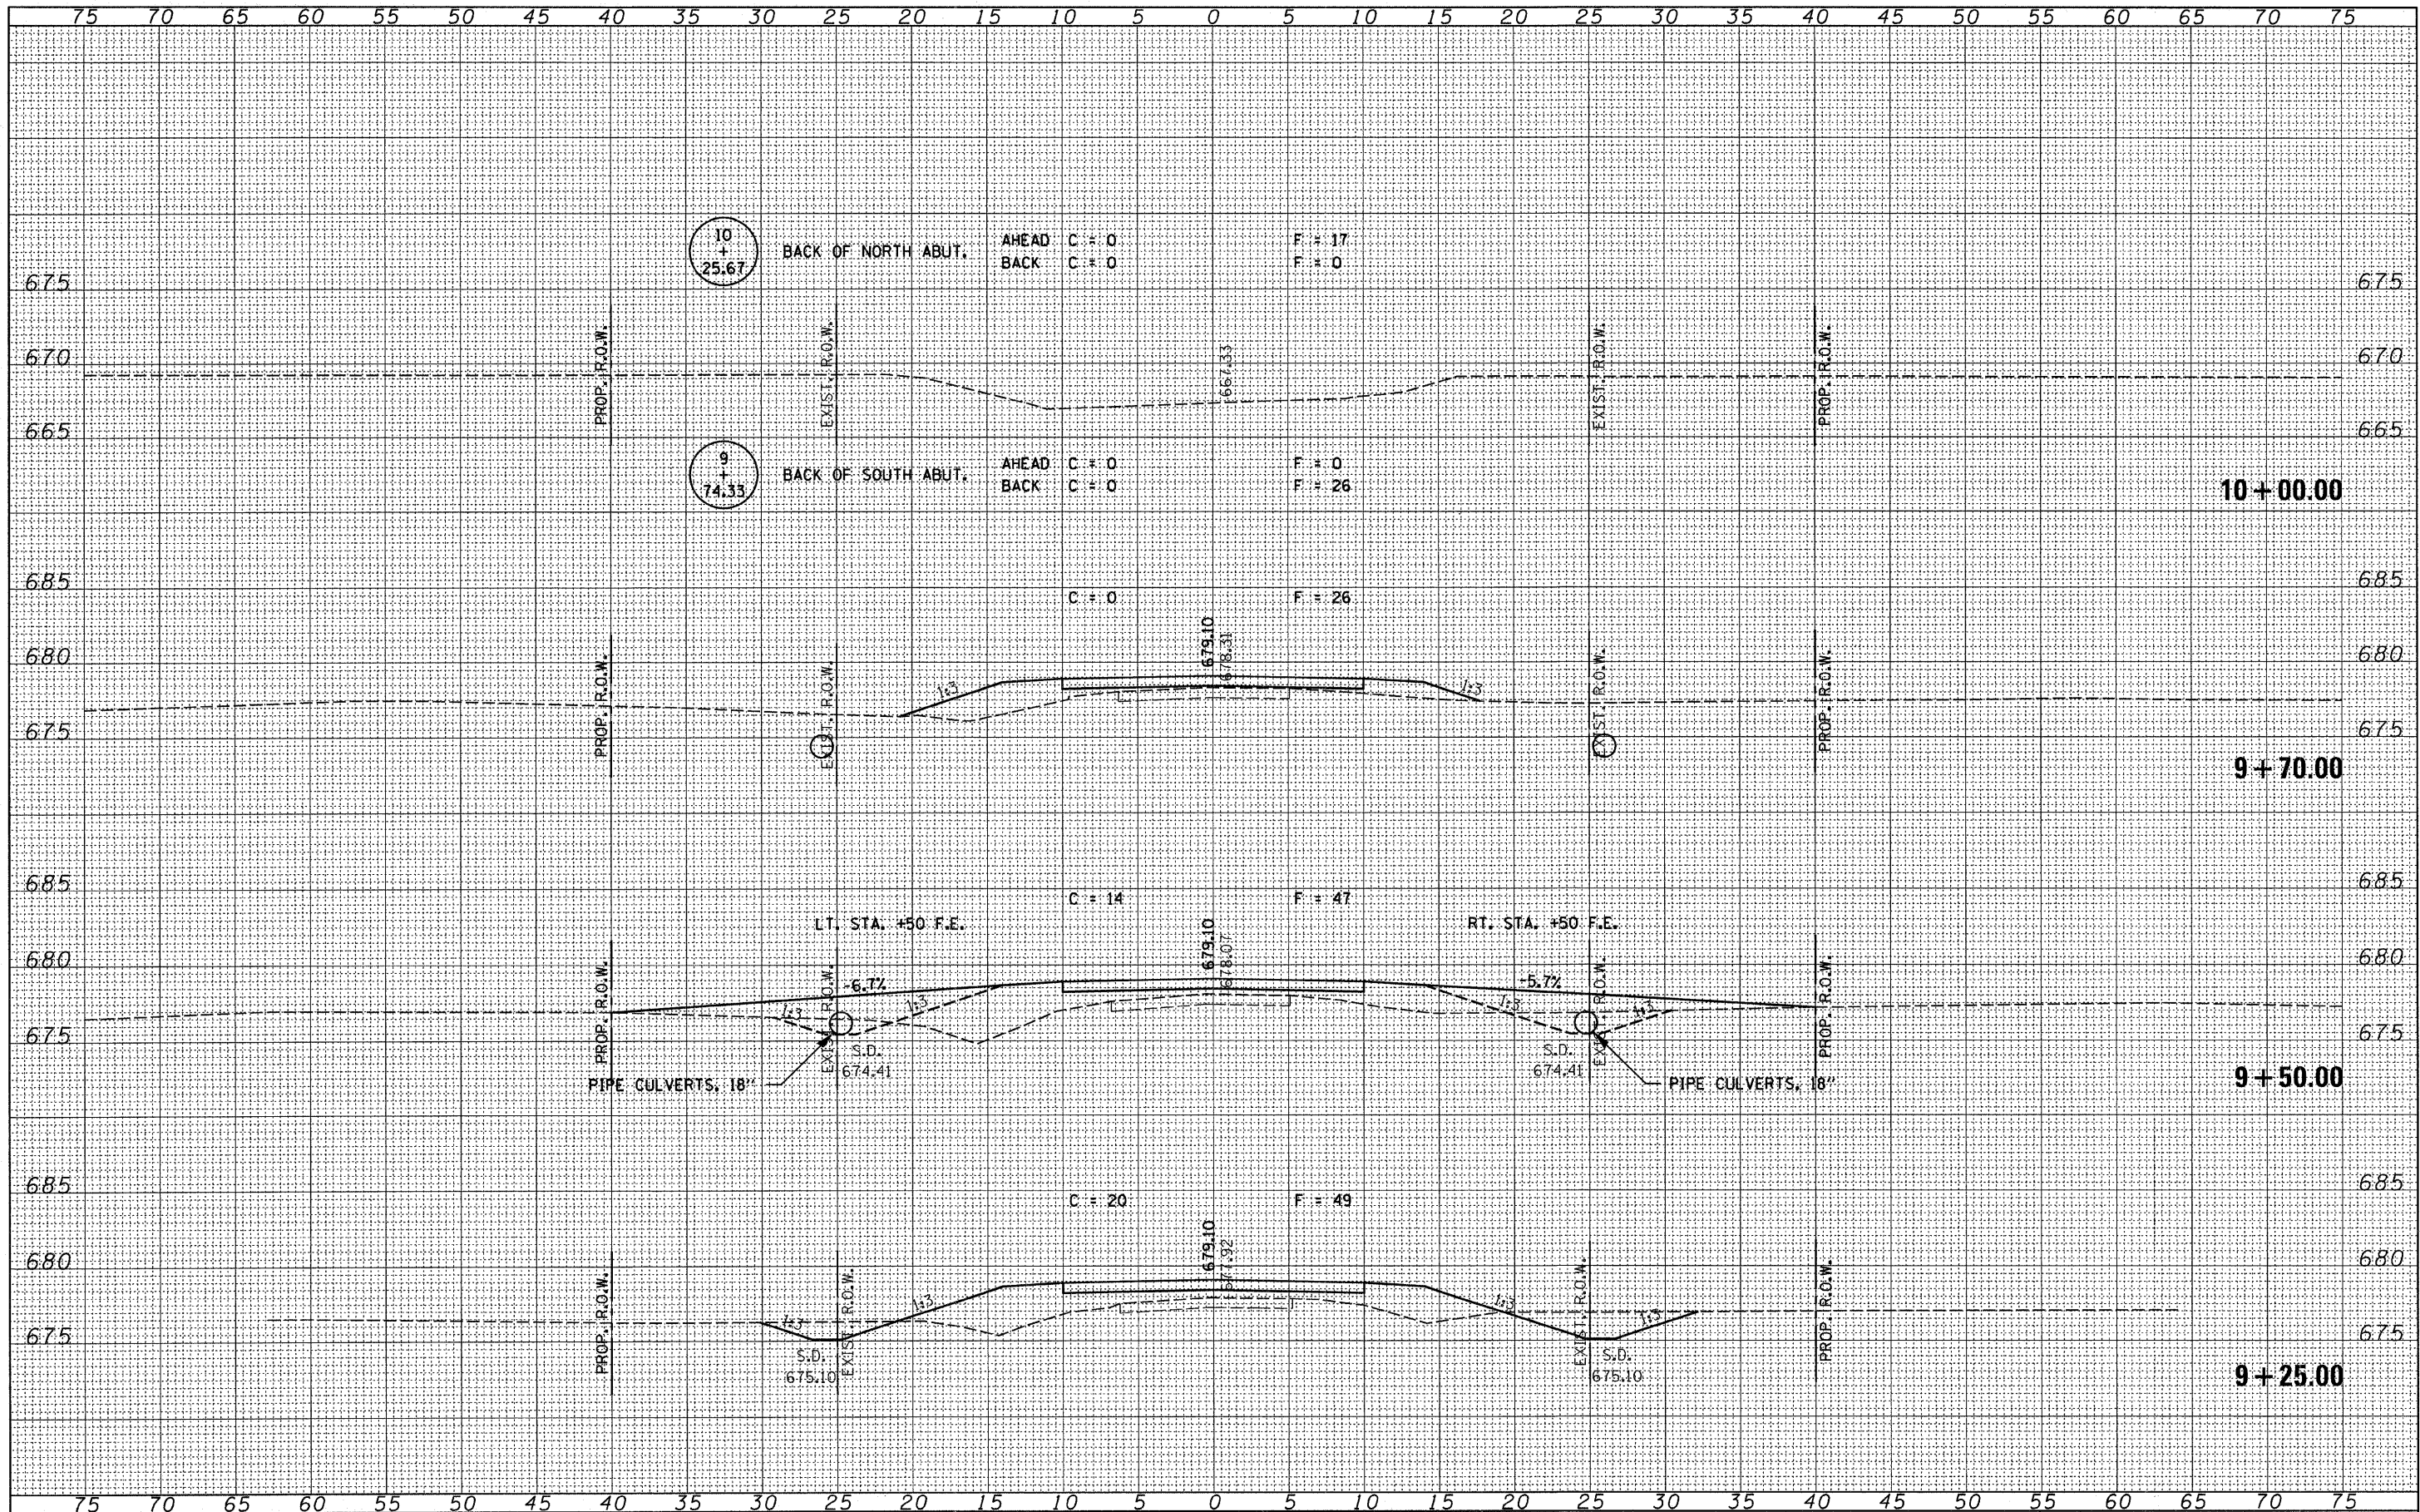 75 70 65 60 55 50 45 40 35 30 25 20 15 10 5 0 5 10 15 20 25 30 35 40 45 50 55 60 65 70 75
10 + 25.67 BACK OF NORTH ABUT. AHEAD C = 0 F = 17
BACK C = 0 F = 0
675 675
PROP. R.O.W. EXIST. R.O.W. 667.33 EXIST. R.O.W. PROP. R.O.W.
670 670
665 665
9 + 74.33 BACK OF SOUTH ABUT. AHEAD C = 0 F = 0
BACK C = 0 F = 26
10+00.00
685 685
C = 0 F = 26
679.10
678.31
680 680
PROP. R.O.W. EXIST. R.O.W. 1:3 1:3 EXIST. R.O.W. PROP. R.O.W.
675 675
9+70.00
685 685
C = 14 F = 47
LT. STA. +50 F.E. RT. STA. +50 F.E.
679.10
678.07
680 680
PROP. R.O.W. EXIST. R.O.W. -6.7% -5.7% EXIST. R.O.W. PROP. R.O.W.
1:3 1:3 1:3 1:3
675 675
S.D. S.D.
674.41 674.41
PIPE CULVERTS, 18" PIPE CULVERTS, 18"
9+50.00
685 685
C = 20 F = 49
679.10
677.92
680 680
PROP. R.O.W. EXIST. R.O.W. EXIST. R.O.W. PROP. R.O.W.
1:3 1:3 1:3 1:3
675 675
S.D. S.D.
675.10 675.10
9+25.00
75 70 65 60 55 50 45 40 35 30 25 20 15 10 5 0 5 10 15 20 25 30 35 40 45 50 55 60 65 70 75